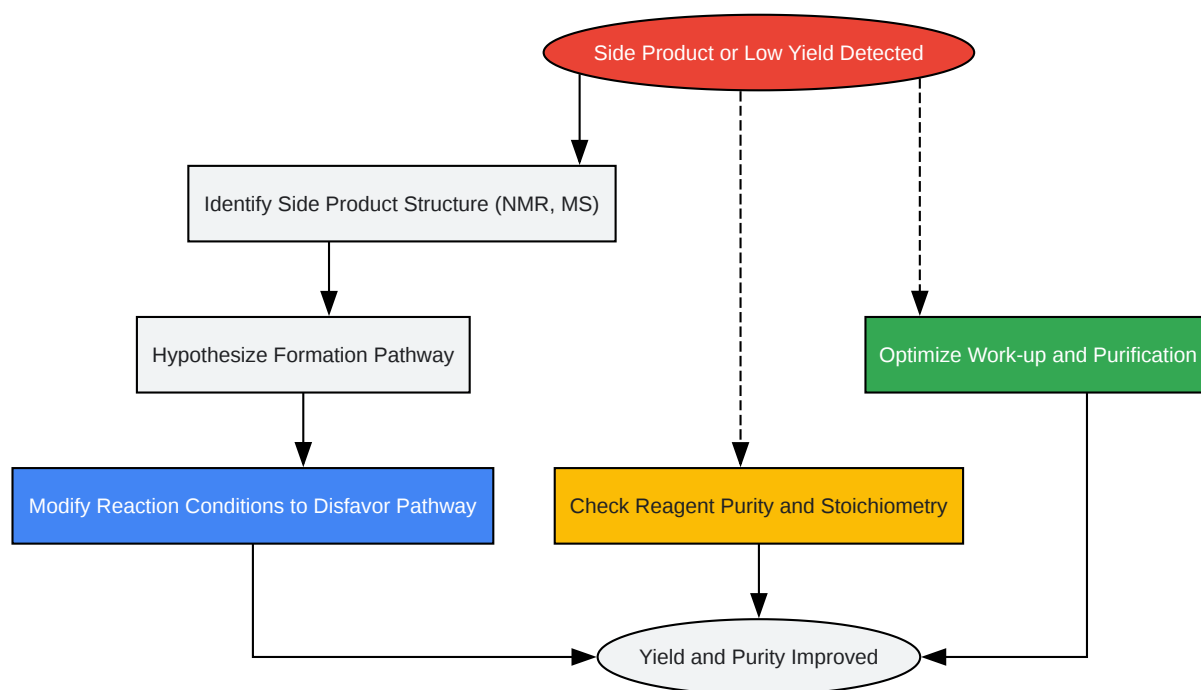 Side Product or Low Yield Detected
Identify Side Product Structure (NMR, MS)
Hypothesize Formation Pathway
Optimize Work-up and Purification
Modify Reaction Conditions to Disfavor Pathway
Check Reagent Purity and Stoichiometry
Yield and Purity Improved